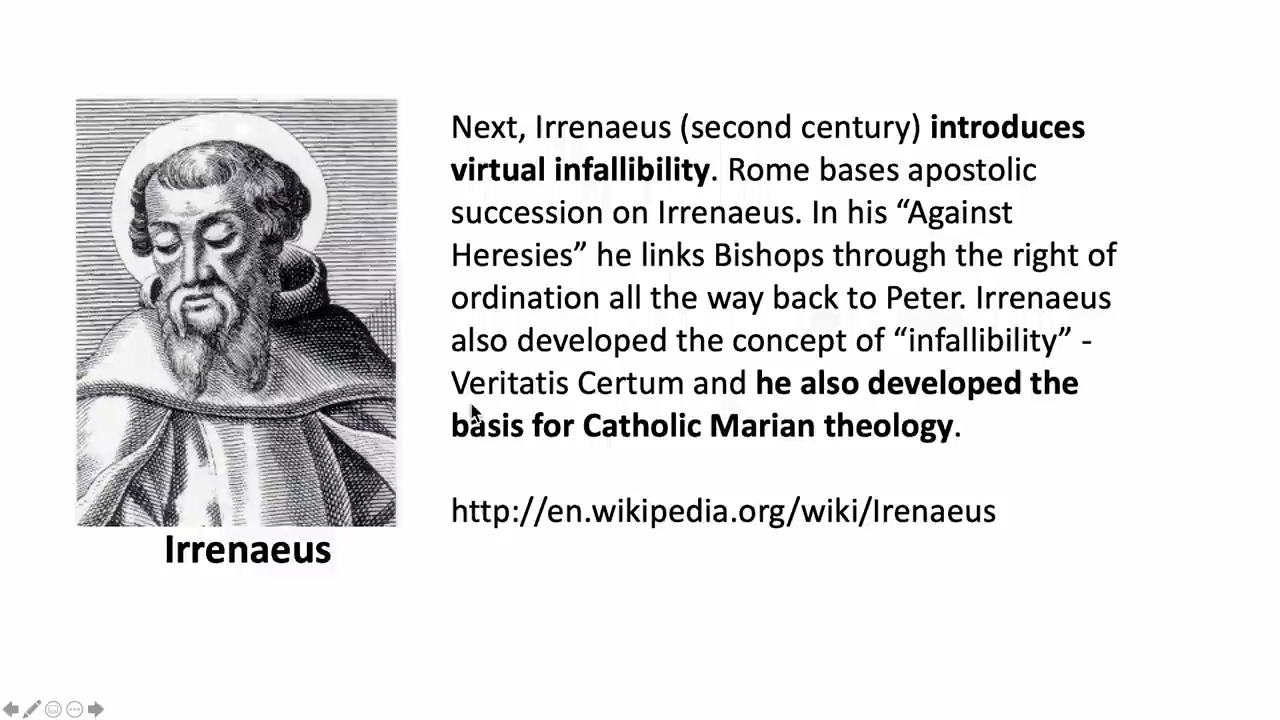 Next, Irrenaeus (second century) introduces
virtual infallibility. Rome bases apostolic
succession on Irrenaeus. In his “Against
Heresies” he links Bishops through the right of
ordination all the way back to Peter. Irrenaeus
also developed the concept of “infallibility” -
Veritatis Certum and he also developed the
basis for Catholic Marian theology.
http://en.wikipedia.org/wiki/Irenaeus
Irrenaeus